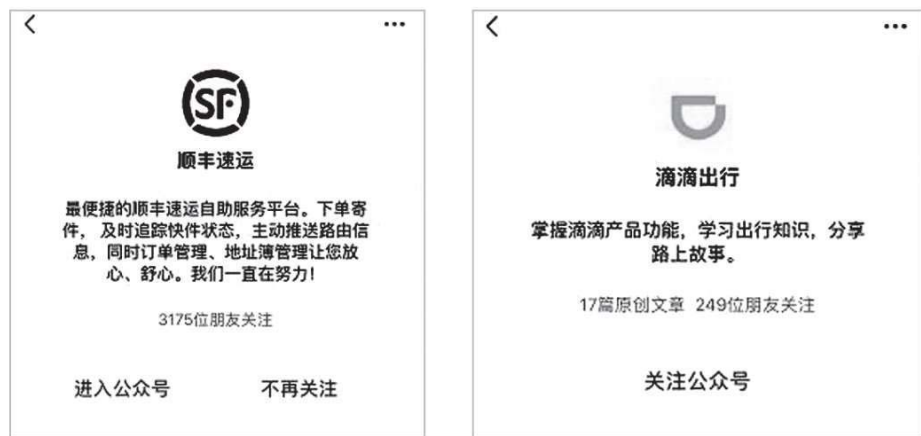 SF
顺丰速运
最便捷的顺丰速运自助服务平台。下单寄
件，及时追踪快件状态，主动推送路由信
息，同时订单管理、地址簿管理让您放
心、舒心。我们一直在努力！
3175位朋友关注
进入公众号 不再关注
滴滴出行
掌握滴滴产品功能，学习出行知识，分享
路上故事。
17篇原创文章 249位朋友关注
关注公众号